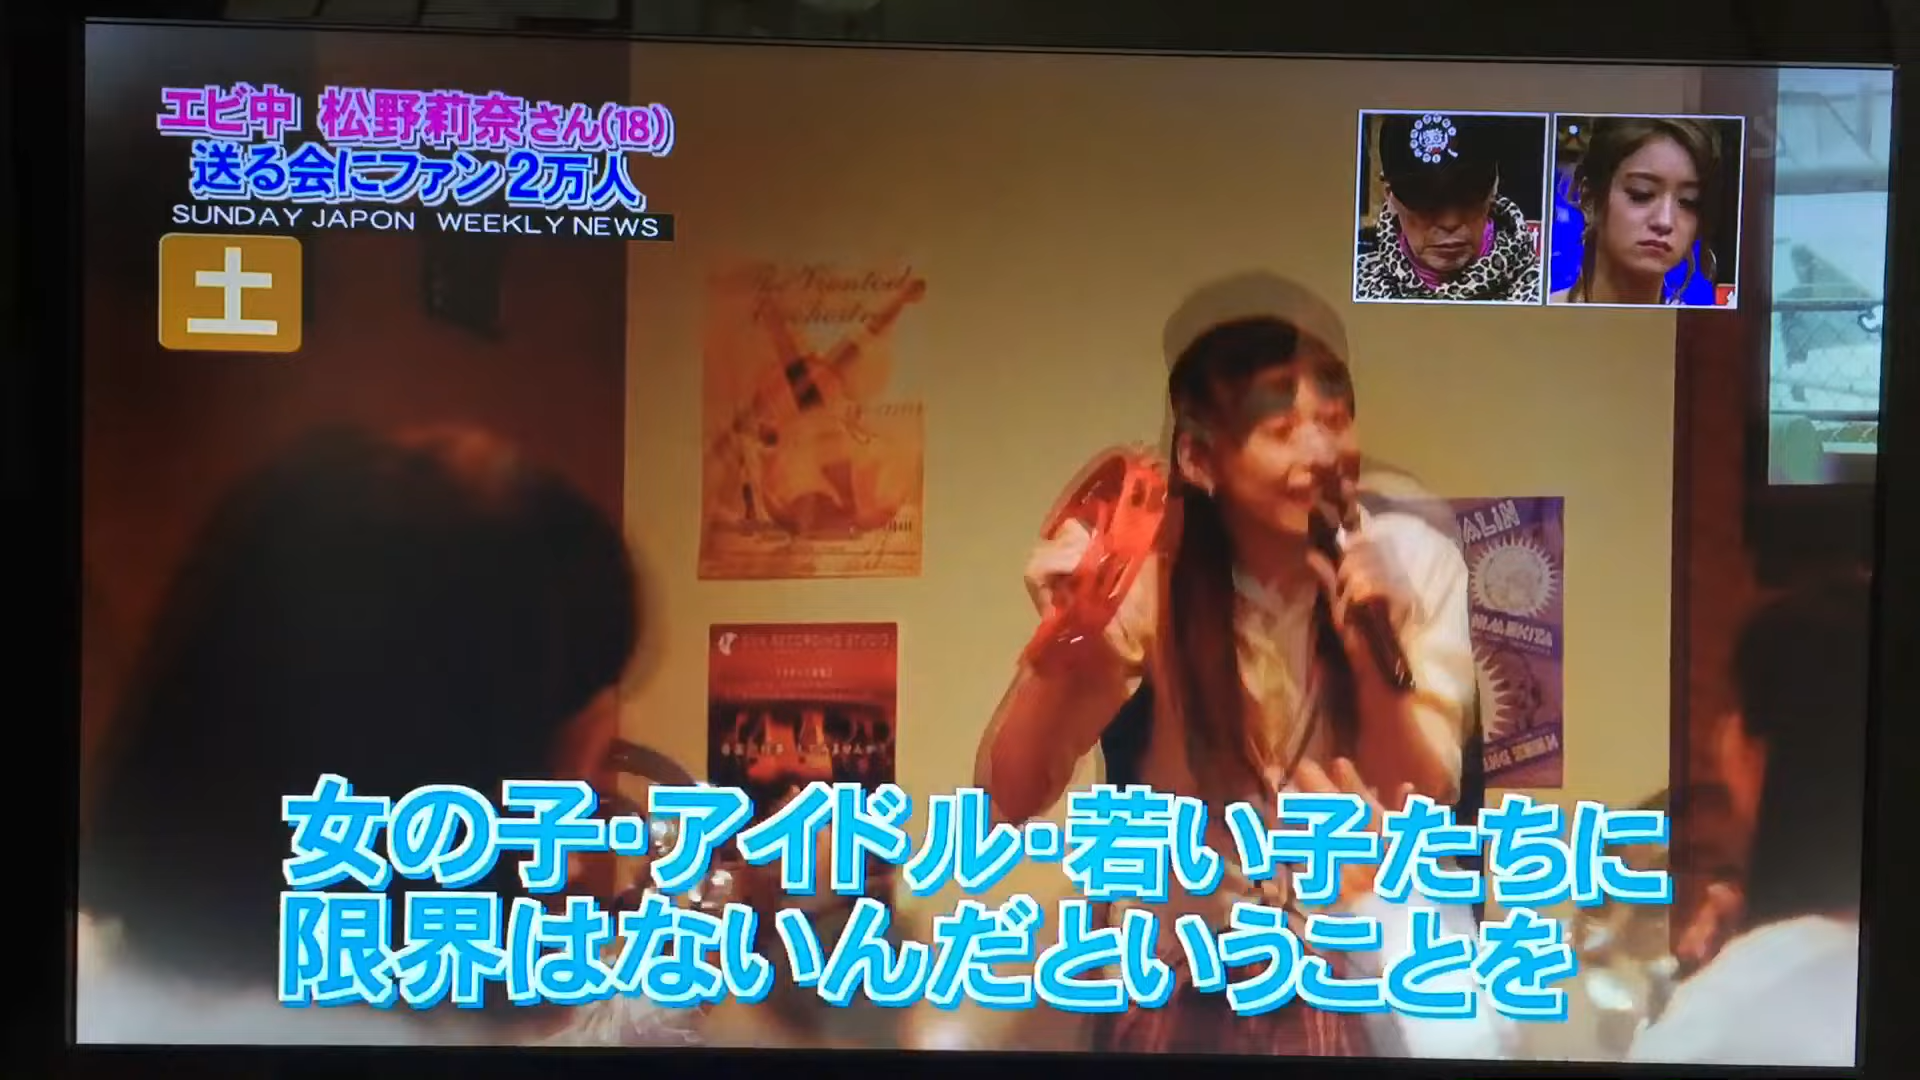 エビ中 松野莉奈さん(18)
送る会にファン2万人
SUNDAY JAPON WEEKLY NEWS
土
女の子・アイドル・若い子たちに
限界はないんだということを